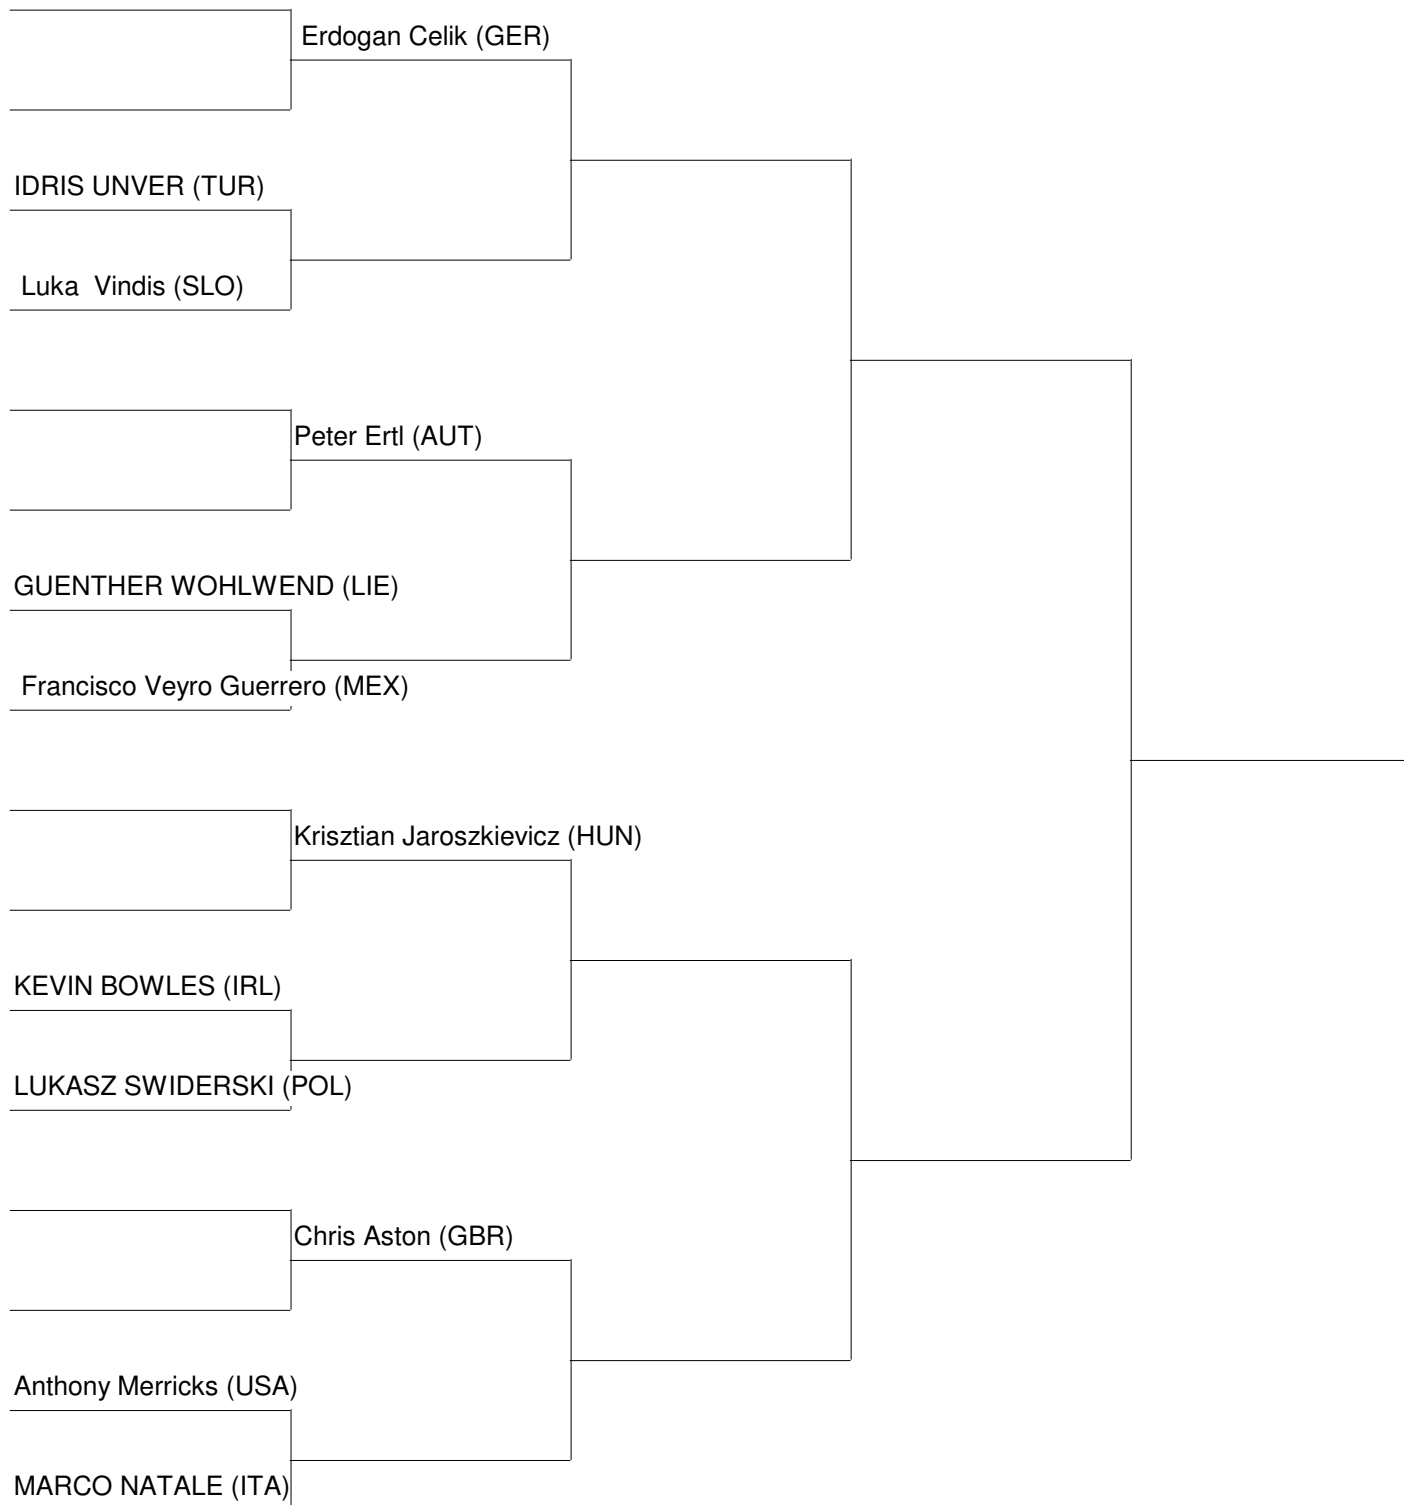 Erdogan Celik (GER)
IDRIS UNVER (TUR)
Luka  Vindis (SLO)
Peter Ertl (AUT)
GUENTHER WOHLWEND (LIE)
Francisco Veyro Guerrero (MEX)
Krisztian Jaroszkievicz (HUN)
KEVIN BOWLES (IRL)
LUKASZ SWIDERSKI (POL)
Chris Aston (GBR)
Anthony Merricks (USA)
MARCO NATALE (ITA)